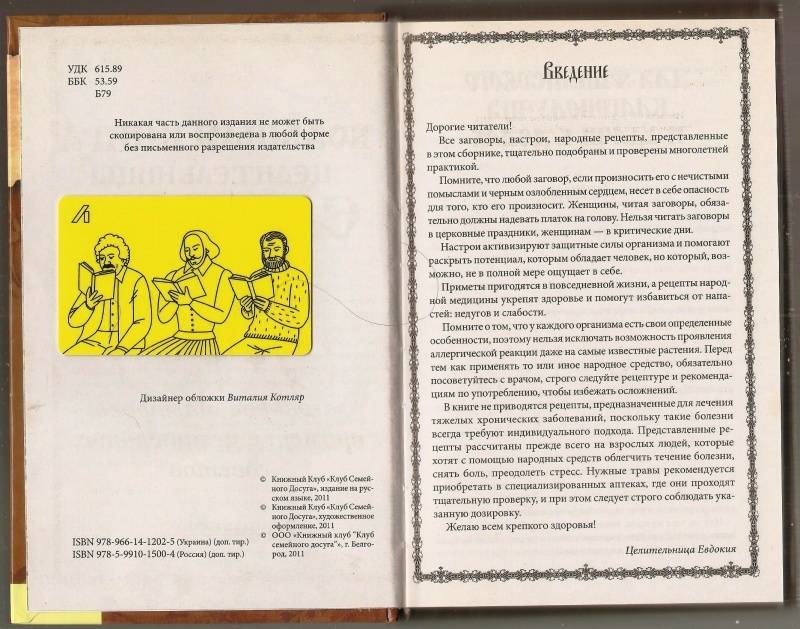 УДК 615.89
ББК 53.59
Б79
Никакая часть данного издания не может быть
скопирована или воспроизведена в любой форме
без письменного разрешения издательства
Дизайнер обложки Виталия Котляр
© Книжный Клуб «Клуб Семей-
ного Досуга», издание на рус-
ском языке, 2011
© Книжный Клуб «Клуб Семей-
ного Досуга», художественное
оформление, 2011
© ООО «Книжный клуб "Клуб
семейного досуга"», г. Белго-
род, 2011
ISBN 978-966-14-1202-5 (Украина) (доп. тир.)
ISBN 978-5-9910-1500-4 (Россия) (доп. тир.)
Введение
Дорогие читатели!
Все заговоры, настрои, народные рецепты, представленные
в этом сборнике, тщательно подобраны и проверены многолетней
практикой.
Помните, что любой заговор, если произносить его с нечистыми
помыслами и черным озлобленным сердцем, несет в себе опасность
для того, кто его произносит. Женщины, читая заговоры, обяза-
тельно должны надевать платок на голову. Нельзя читать заговоры
в церковные праздники, женщинам — в критические дни.
Настрои активизируют защитные силы организма и помогают
раскрыть потенциал, которым обладает человек, но который, воз-
можно, не в полной мере ощущает в себе.
Приметы пригодятся в повседневной жизни, а рецепты народ-
ной медицины укрепят здоровье и помогут избавиться от напа-
стей: недугов и слабости.
Помните о том, что у каждого организма есть свои определенные
особенности, поэтому нельзя исключать возможность проявления
аллергической реакции даже на самые известные растения. Перед
тем как применять то или иное народное средство, обязательно
посоветуйтесь с врачом, строго следуйте рецептуре и рекоменда-
циям по употреблению, чтобы избежать осложнений.
В книге не приводятся рецепты, предназначенные для лечения
тяжелых хронических заболеваний, поскольку такие болезни
всегда требуют индивидуального подхода. Представленные ре-
цепты рассчитаны прежде всего на взрослых людей, которые
хотят с помощью народных средств облегчить течение болезни,
снять боль, преодолеть стресс. Нужные травы рекомендуется
приобретать в специализированных аптеках, где они проходят
тщательную проверку, и при этом следует строго соблюдать ука-
занную дозировку.
Желаю всем крепкого здоровья!
Целительница Евдокия